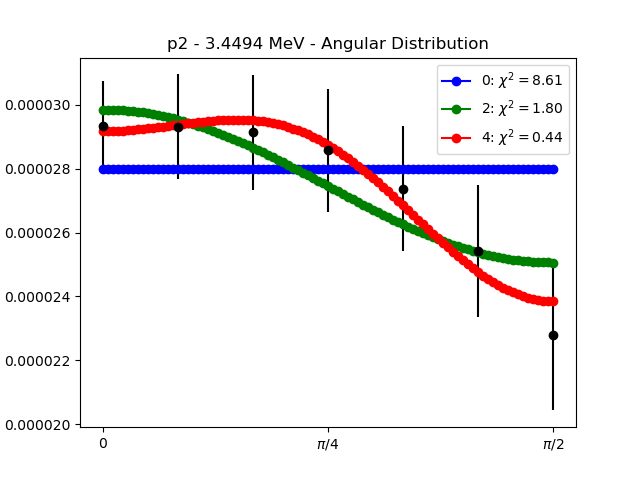 p2 - 3.4494 MeV - Angular Distribution
0: χ² = 8.61
2: χ² = 1.80
4: χ² = 0.44
0.000030
0.000028
0.000026
0.000024
0.000022
0.000020
0 π/4 π/2